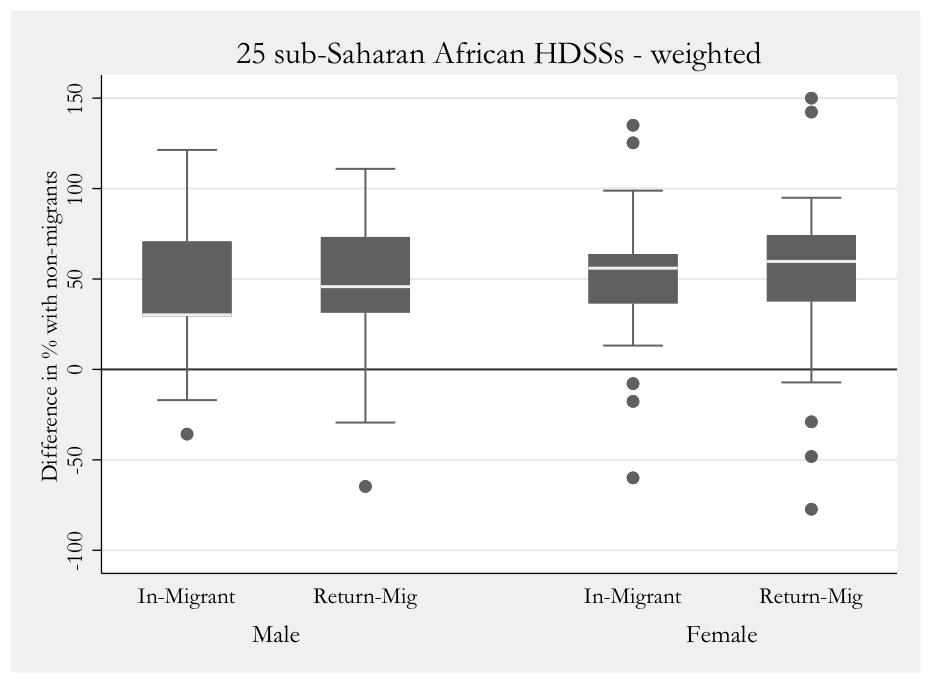 25 sub-Saharan African HDSSs - weighted
Difference in % with non-migrants
150
100
50
0
-50
-100
In-Migrant Return-Mig In-Migrant Return-Mig
Male Female